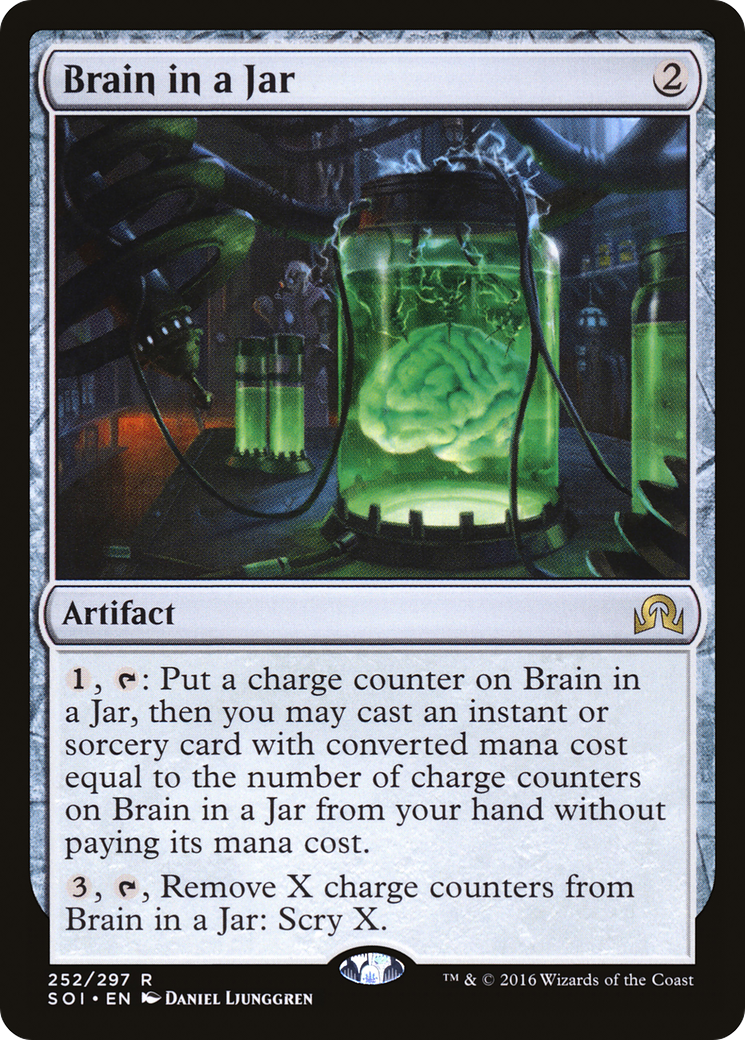 Brain in a Jar 2
Artifact
1, : Put a charge counter on Brain in
a Jar, then you may cast an instant or
sorcery card with converted mana cost
equal to the number of charge counters
on Brain in a Jar from your hand without
paying its mana cost.
3, , Remove X charge counters from
Brain in a Jar: Scry X.
252/297 R
SOI • EN Daniel Ljunggren
™ & © 2016 Wizards of the Coast